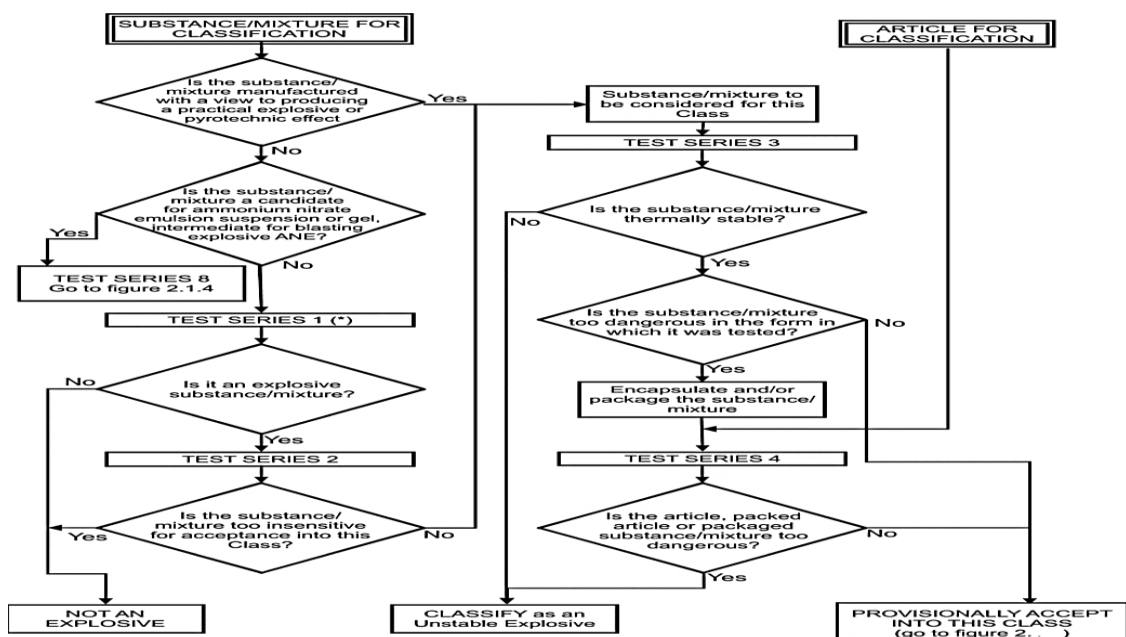 SUBSTANCE/MIXTURE FOR
CLASSIFICATION
ARTICLE FOR
CLASSIFICATION
Is the substance/
mixture manufactured
with a view to producing
a practical explosive or
pyrotechnic effect
Yes
No
Substance/mixture to
be considered for this
Class
TEST SERIES 3
Is the substance/
mixture a candidate
for ammonium nitrate
emulsion suspension or gel,
intermediate for blasting
explosive ANE?
Yes
No
TEST SERIES 8
Go to figure 2.1.4
Is the substance/mixture
thermally stable?
No
Yes
TEST SERIES 1 (*)
Is the substance/mixture
too dangerous in the form in
which it was tested?
No
Yes
Is it an explosive
substance/mixture?
No
Yes
Encapsulate and/or
package the substance/
mixture
TEST SERIES 2
TEST SERIES 4
Is the substance/
mixture too insensitive
for acceptance into this
Class?
Yes
No
Is the article, packed
article or packaged
substance/mixture too
dangerous?
No
Yes
NOT AN
EXPLOSIVE
CLASSIFY as an
Unstable Explosive
PROVISIONALLY ACCEPT
INTO THIS CLASS
(go to figure 2. . )